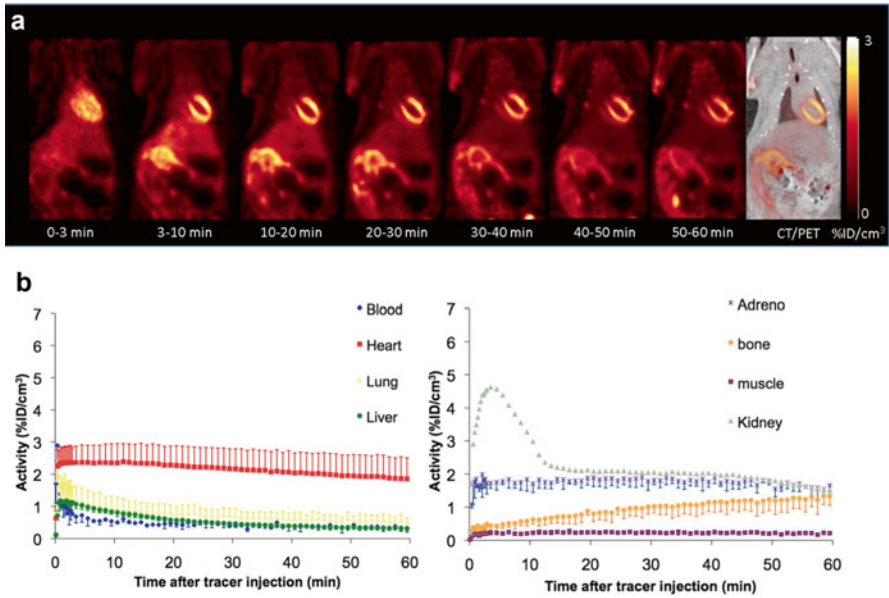 a
3
0
0-3 min 3-10 min 10-20 min 20-30 min 30-40 min 40-50 min 50-60 min CT/PET %ID/cm³
b
7
6
5
4
3
2
1
0
Activity (%ID/cm³)
Blood
Heart
Lung
Liver
0 10 20 30 40 50 60
Time after tracer injection (min)
7
6
5
4
3
2
1
0
Activity (%ID/cm³)
Adreno
bone
muscle
Kidney
0 10 20 30 40 50 60
Time after tracer injection (min)